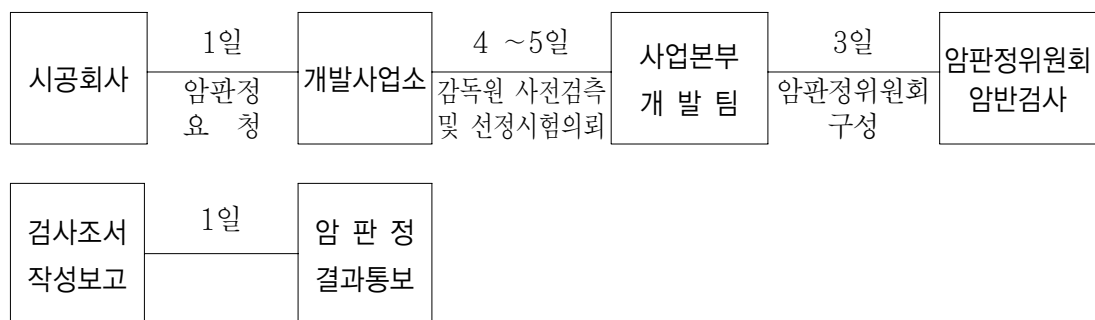 시공회사
1일
암판정
요 청
개발사업소
4 ~5일
감독원 사전검측
및 선정시험의뢰
사업본부
개 발 팀
3일
암판정위원회
구성
암판정위원회
암반검사
검사조서
작성보고
1일
암 판 정
결과통보